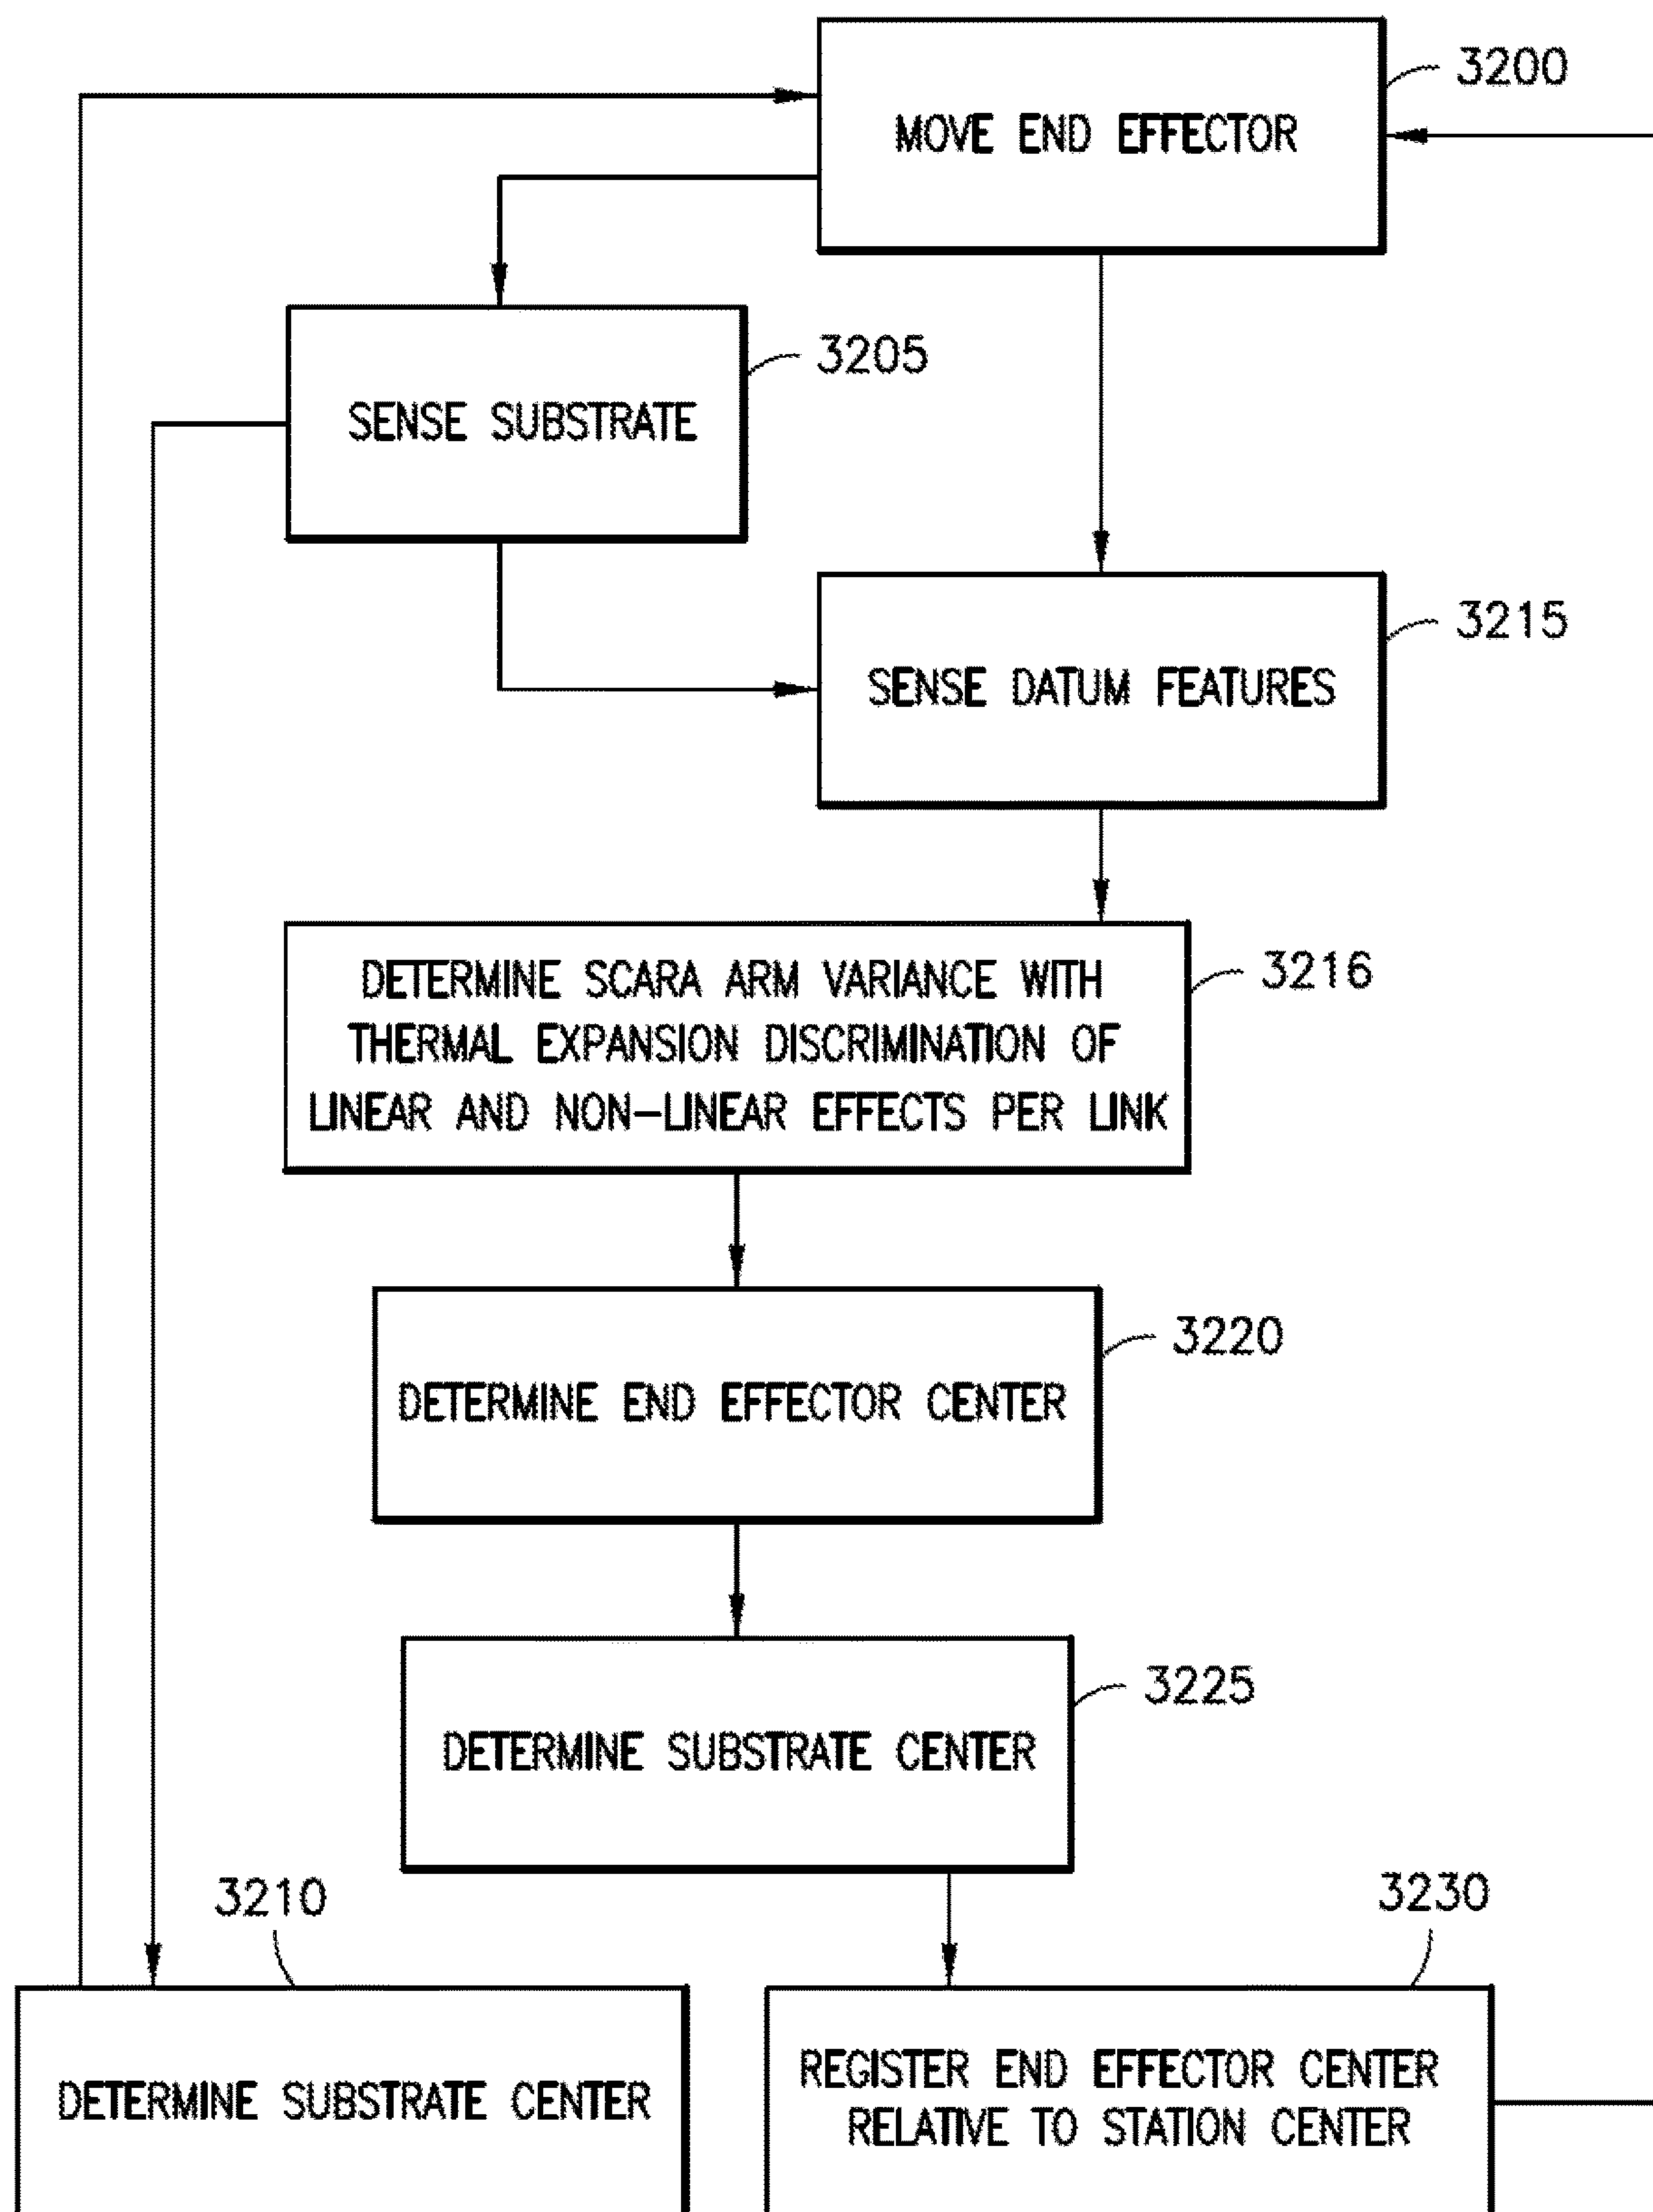 3200
MOVE END EFFECTOR
3205
SENSE SUBSTRATE
3215
SENSE DATUM FEATURES
3216
DETERMINE SCARA ARM VARIANCE WITH
THERMAL EXPANSION DISCRIMINATION OF
LINEAR AND NON-LINEAR EFFECTS PER LINK
3220
DETERMINE END EFFECTOR CENTER
3225
DETERMINE SUBSTRATE CENTER
3210
DETERMINE SUBSTRATE CENTER
3230
REGISTER END EFFECTOR CENTER
RELATIVE TO STATION CENTER